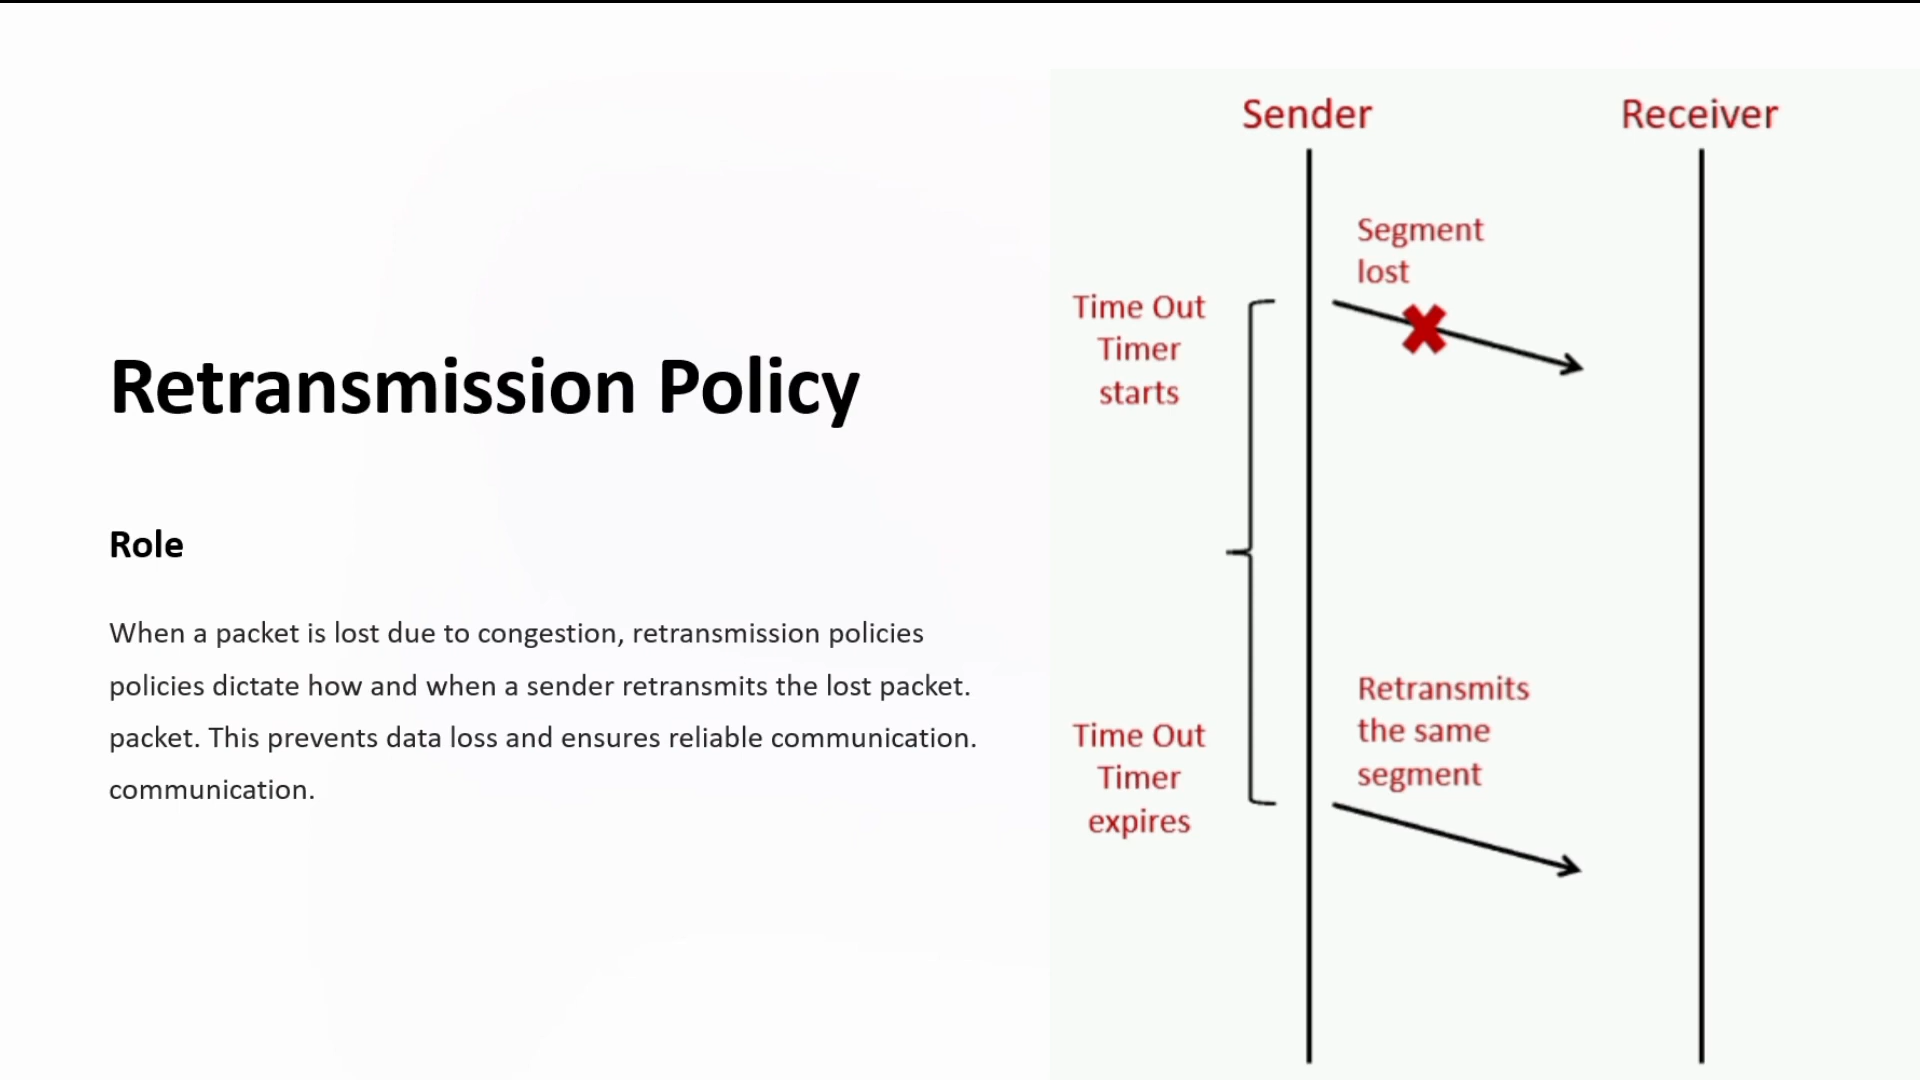 Retransmission Policy
Role
When a packet is lost due to congestion, retransmission policies
policies dictate how and when a sender retransmits the lost packet.
packet. This prevents data loss and ensures reliable communication.
communication.
Sender
Receiver
Segment
lost
Time Out
Timer
starts
Retransmits
the same
segment
Time Out
Timer
expires